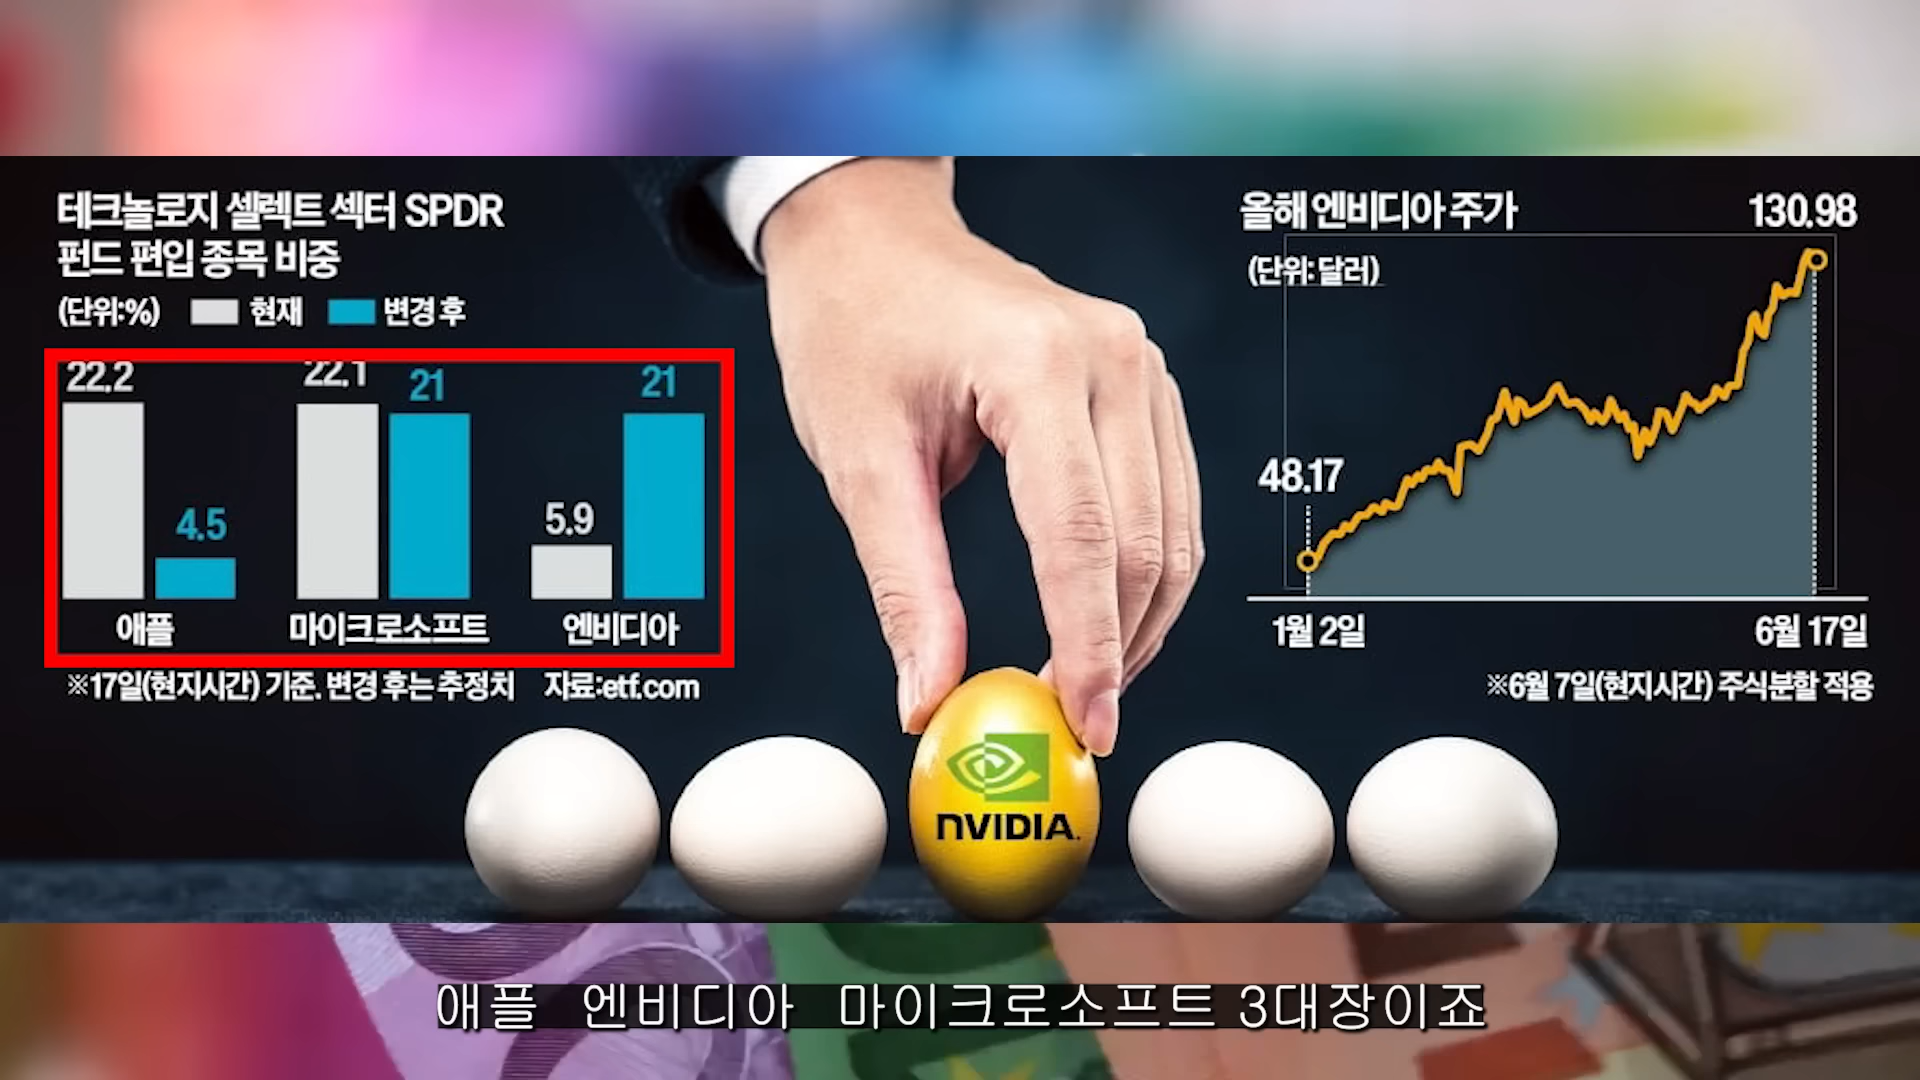 테크놀로지 셀렉트 섹터 SPDR
펀드 편입 종목 비중
(단위:%) 현재 변경 후
22.2 22.1 21 21
4.5 5.9
애플 마이크로소프트 엔비디아
※17일(현지시간) 기준. 변경 후는 추정치 자료:etf.com
올해 엔비디아 주가 130.98
(단위: 달러)
48.17
1월 2일 6월 17일
※6월 7일(현지시간) 주식분할 적용
NVIDIA.
애플 엔비디아 마이크로소프트 3대장이죠